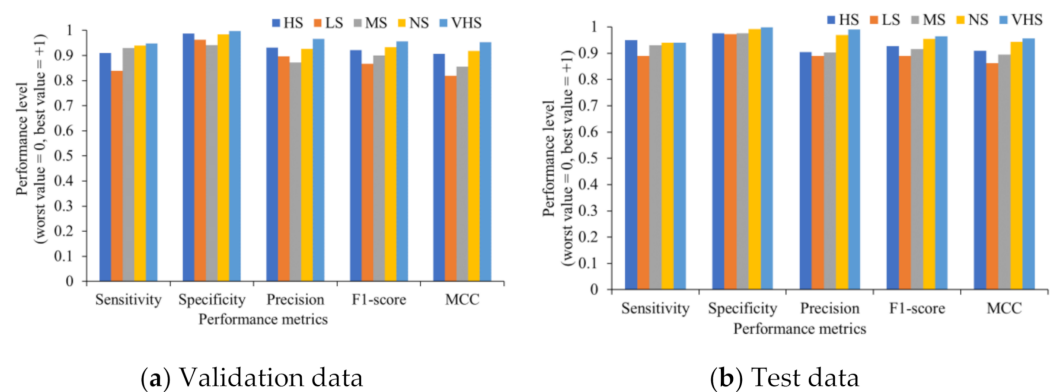 HS LS MS NS VHS
1
0.9
0.8
0.7
0.6
0.5
0.4
0.3
0.2
0.1
0
Performance level
(worst value = 0, best value = +1)
Sensitivity Specificity Precision F1-score MCC
Performance metrics
(a) Validation data
HS LS MS NS VHS
1
0.9
0.8
0.7
0.6
0.5
0.4
0.3
0.2
0.1
0
Performance level
(worst value = 0, best value = +1)
Sensitivity Specificity Precision F1-score MCC
Performance metrics
(b) Test data